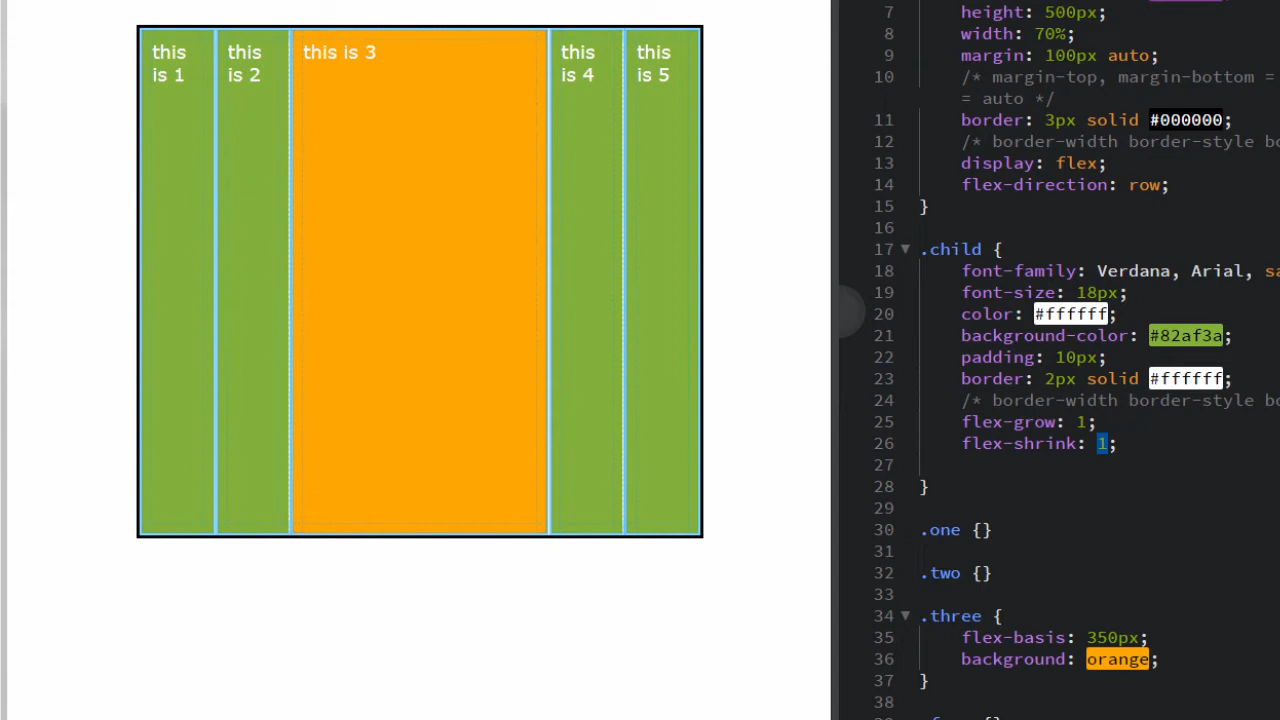 this
is 1
this
is 2
this is 3
this
is 4
this
is 5
7 height: 500px;
8 width: 70%;
9 margin: 100px auto;
10 /* margin-top, margin-bottom =
= auto */
11 border: 3px solid #000000;
12 /* border-width border-style
13 display: flex;
14 flex-direction: row;
15 }
16
17 .child {
18 font-family: Verdana, Arial,
19 font-size: 18px;
20 color: #ffffff;
21 background-color: #82af3a;
22 padding: 10px;
23 border: 2px solid #ffffff;
24 /* border-width border-style
25 flex-grow: 1;
26 flex-shrink: 1;
27
28 }
29
30 .one {}
31
32 .two {}
33
34 .three {
35 flex-basis: 350px;
36 background: orange;
37 }
38